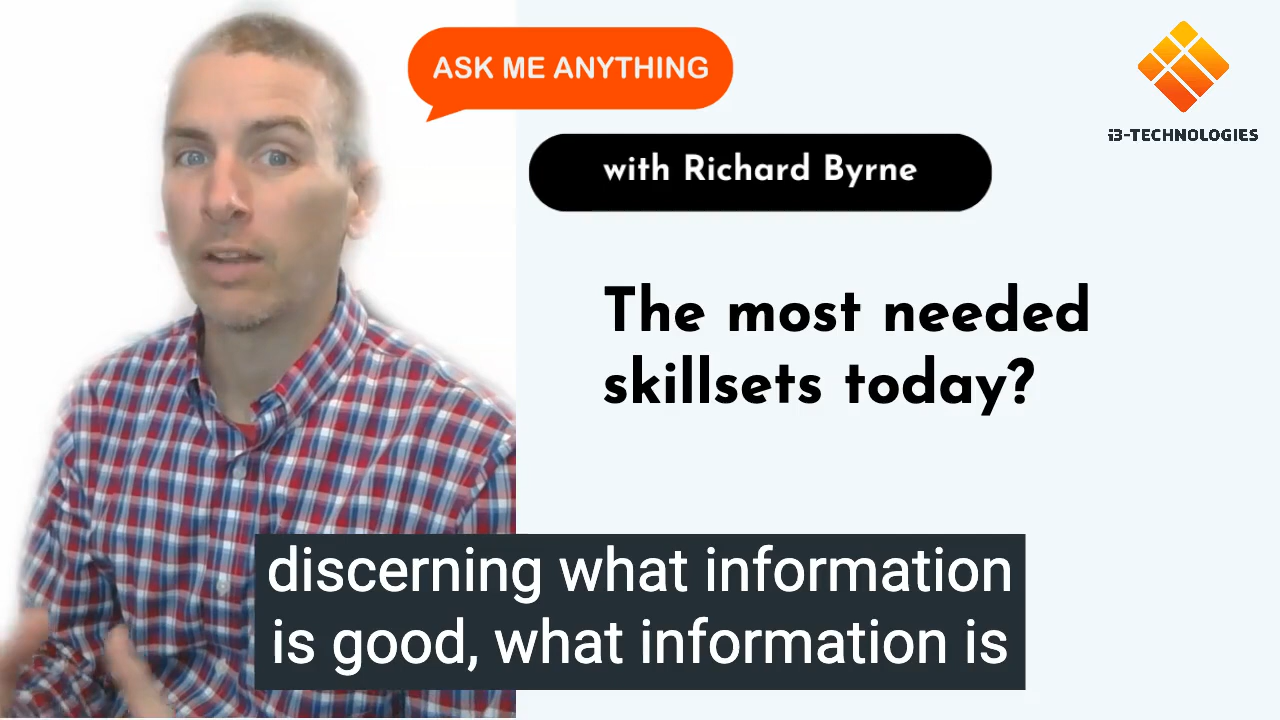 ASK ME ANYTHING
i3-TECHNOLOGIES
with Richard Byrne
The most needed
skillsets today?
discerning what information
is good, what information is